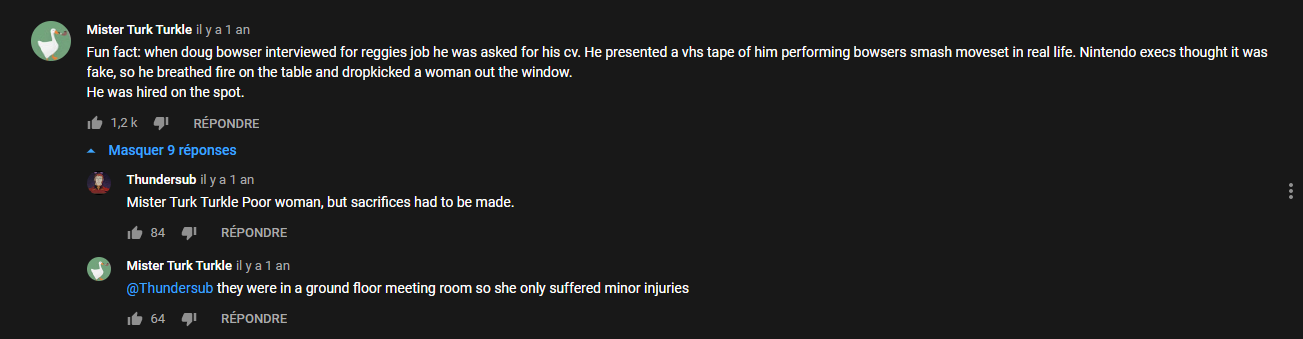 Mister Turk Turkle il y a 1 an
Fun fact: when doug bowser interviewed for reggies job he was asked for his cv. He presented a vhs tape of him performing bowsers smash moveset in real life. Nintendo execs thought it was
fake, so he breathed fire on the table and dropkicked a woman out the window.
He was hired on the spot.
1,2 k RÉPONDRE
Masquer 9 réponses
Thundersub il y a 1 an
Mister Turk Turkle Poor woman, but sacrifices had to be made.
84 RÉPONDRE
Mister Turk Turkle il y a 1 an
@Thundersub they were in a ground floor meeting room so she only suffered minor injuries
64 RÉPONDRE